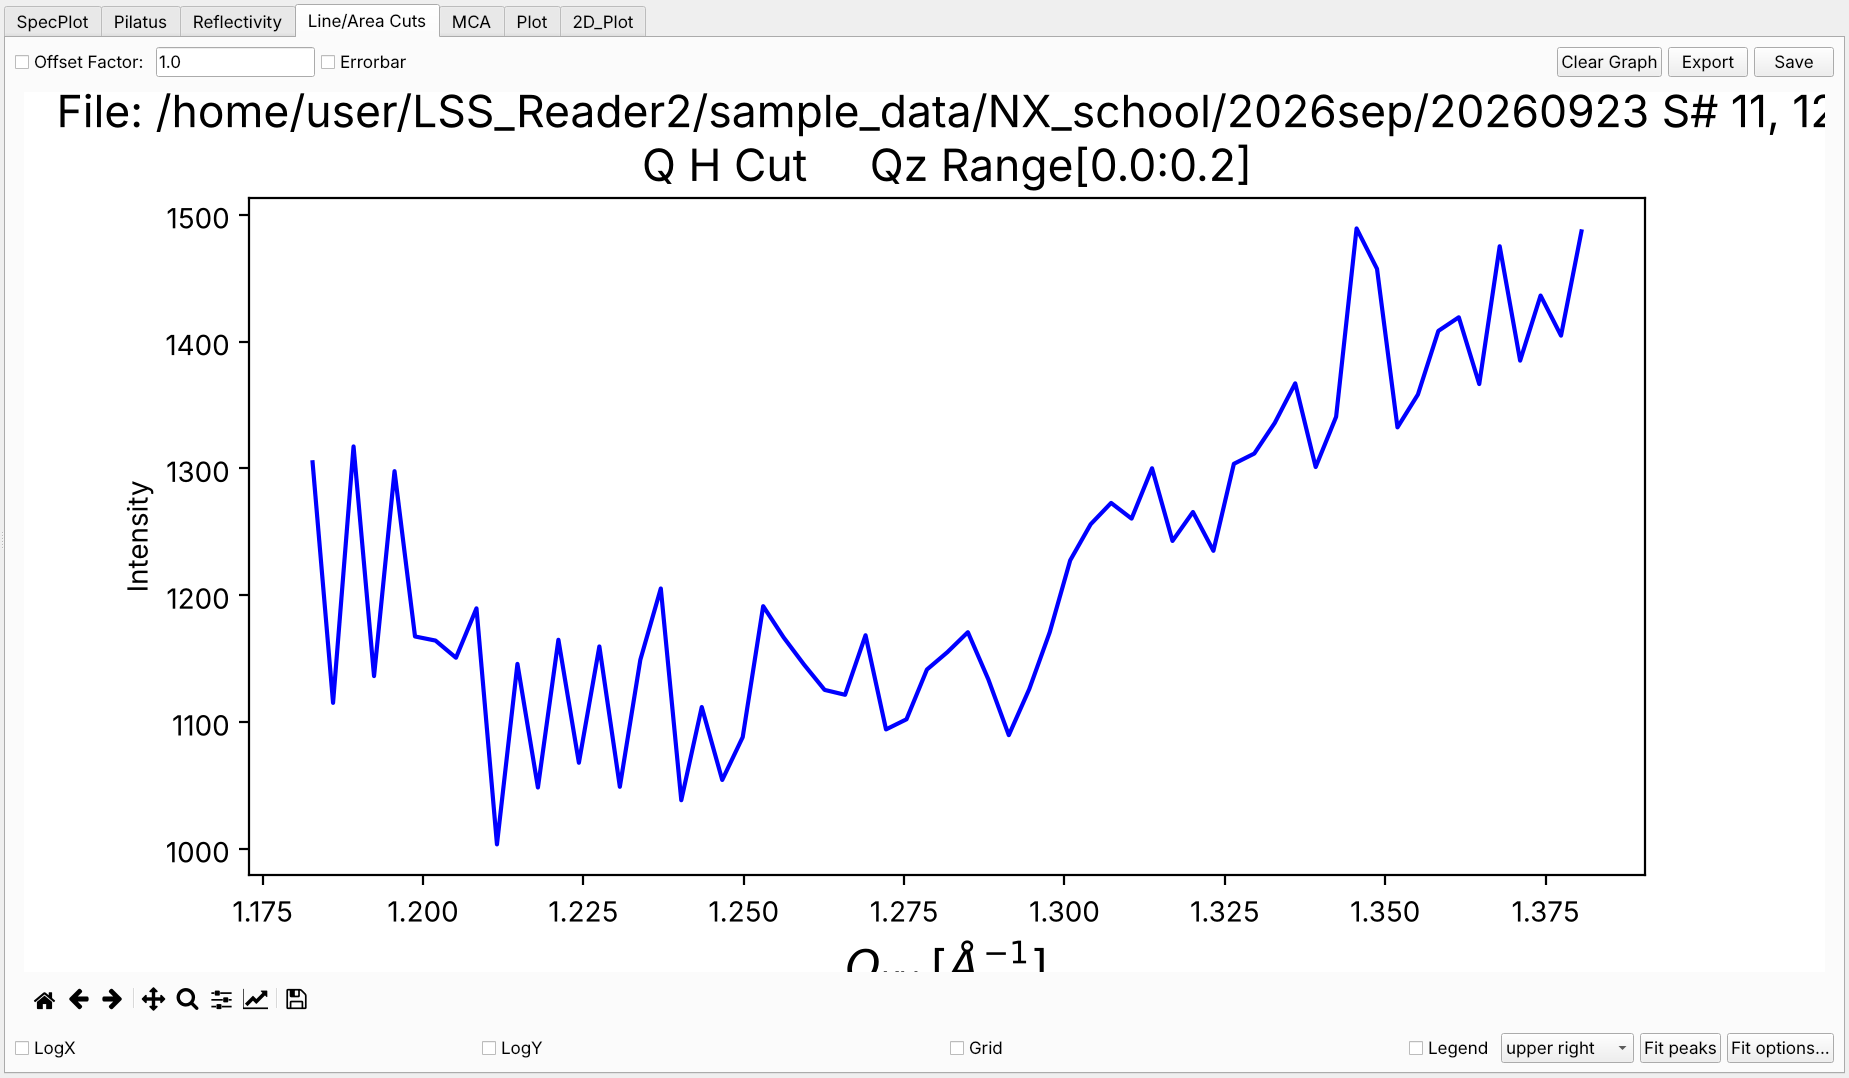 SpecPlot Pilatus Reflectivity Line/Area Cuts MCA Plot 2D_Plot
Offset Factor: 1.0 Errorbar Clear Graph Export Save
File: /home/user/LSS_Reader2/sample_data/NX_school/2026sep/20260923 S# 11, 12
Q H Cut Qz Range[0.0:0.2]
1500
1400
1300
1200
1100
1000
Intensity
1.175 1.200 1.225 1.250 1.275 1.300 1.325 1.350 1.375
[Å⁻¹]
LogX LogY Grid Legend upper right Fit peaks Fit options...